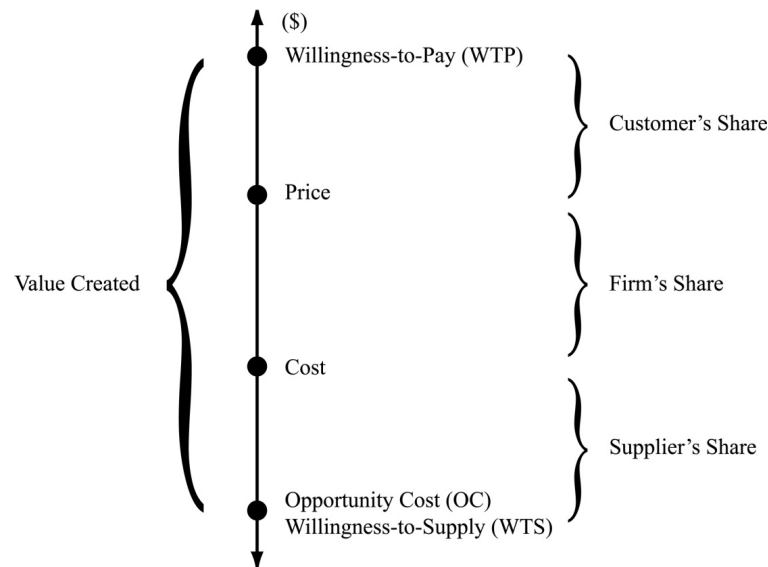 ($)
Willingness-to-Pay (WTP)
Customer's Share
Price
Value Created
Firm's Share
Cost
Supplier's Share
Opportunity Cost (OC)
Willingness-to-Supply (WTS)